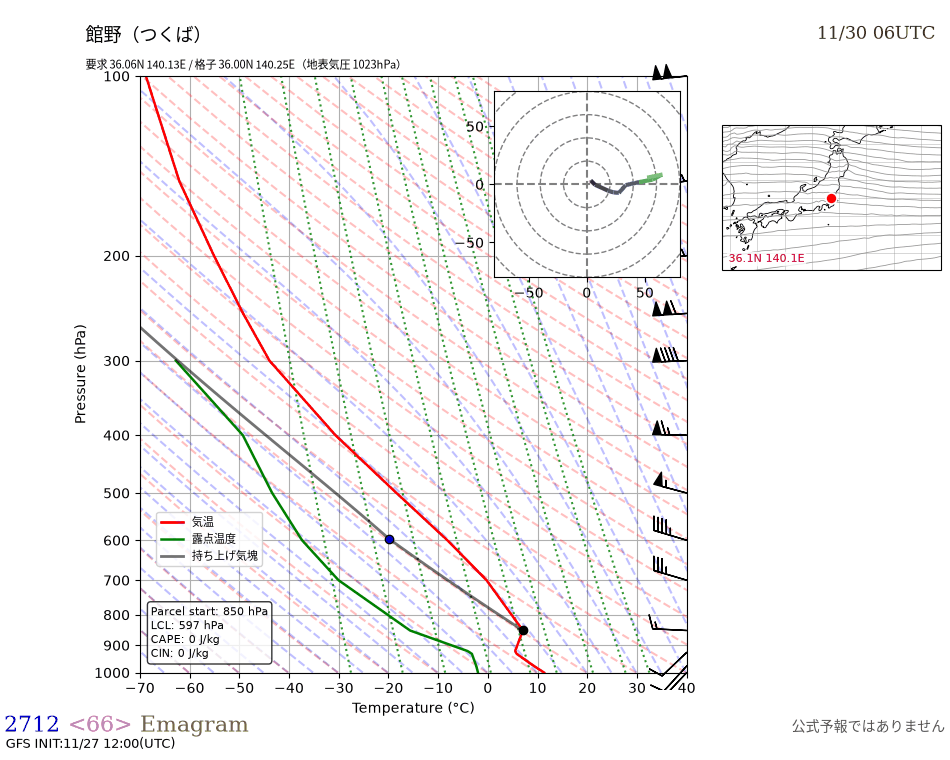 館野（つくば）
11/30 06UTC
要求 36.06N 140.13E / 格子 36.00N 140.25E（地表気圧 1023hPa）
100
200
300
400
500
600
700
800
900
1000
Pressure (hPa)
−70 −60 −50 −40 −30 −20 −10 0 10 20 30 40
Temperature (°C)
50
0
−50
−50 0 50
気温
露点温度
持ち上げ気塊
Parcel start: 850 hPa
LCL: 597 hPa
CAPE: 0 J/kg
CIN: 0 J/kg
36.1N 140.1E
2712 <66> Emagram
公式予報ではありません
GFS INIT:11/27 12:00(UTC)